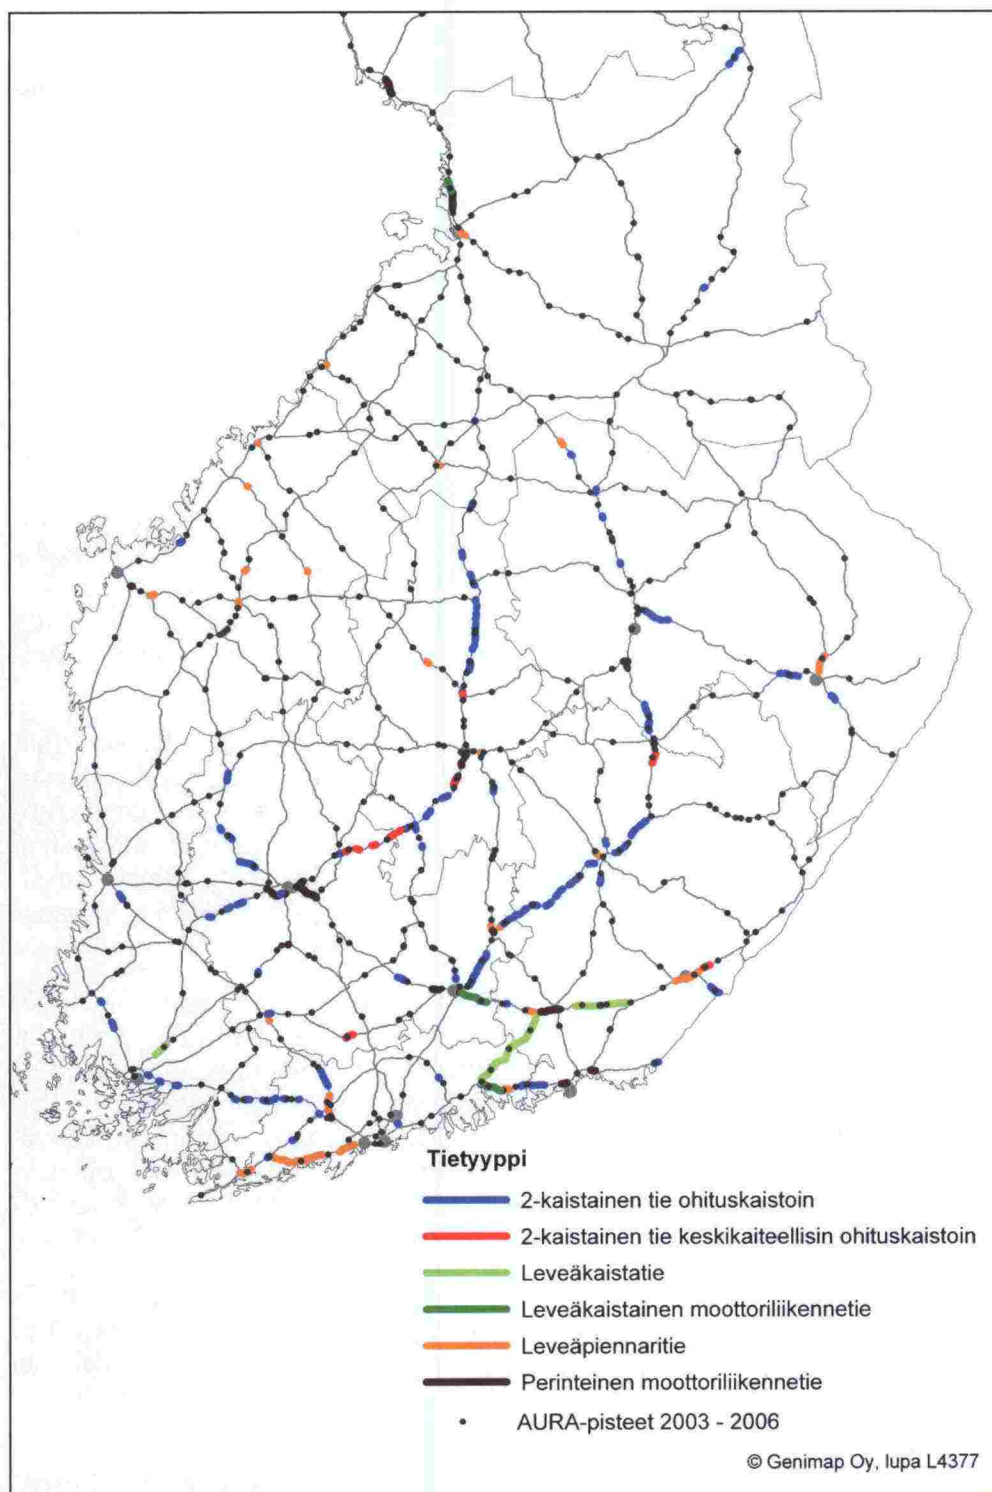 Tietyyppi
2-kaistainen tie ohituskaistoin
2-kaistainen tie keskikaiteellisin ohituskaistoin
Leveäkaistatie
Leveäkaistainen moottoriliikennetie
Leveäpiennaritie
Perinteinen moottoriliikennetie
AURA-pisteet 2003 - 2006
© Genimap Oy, lupa L4377